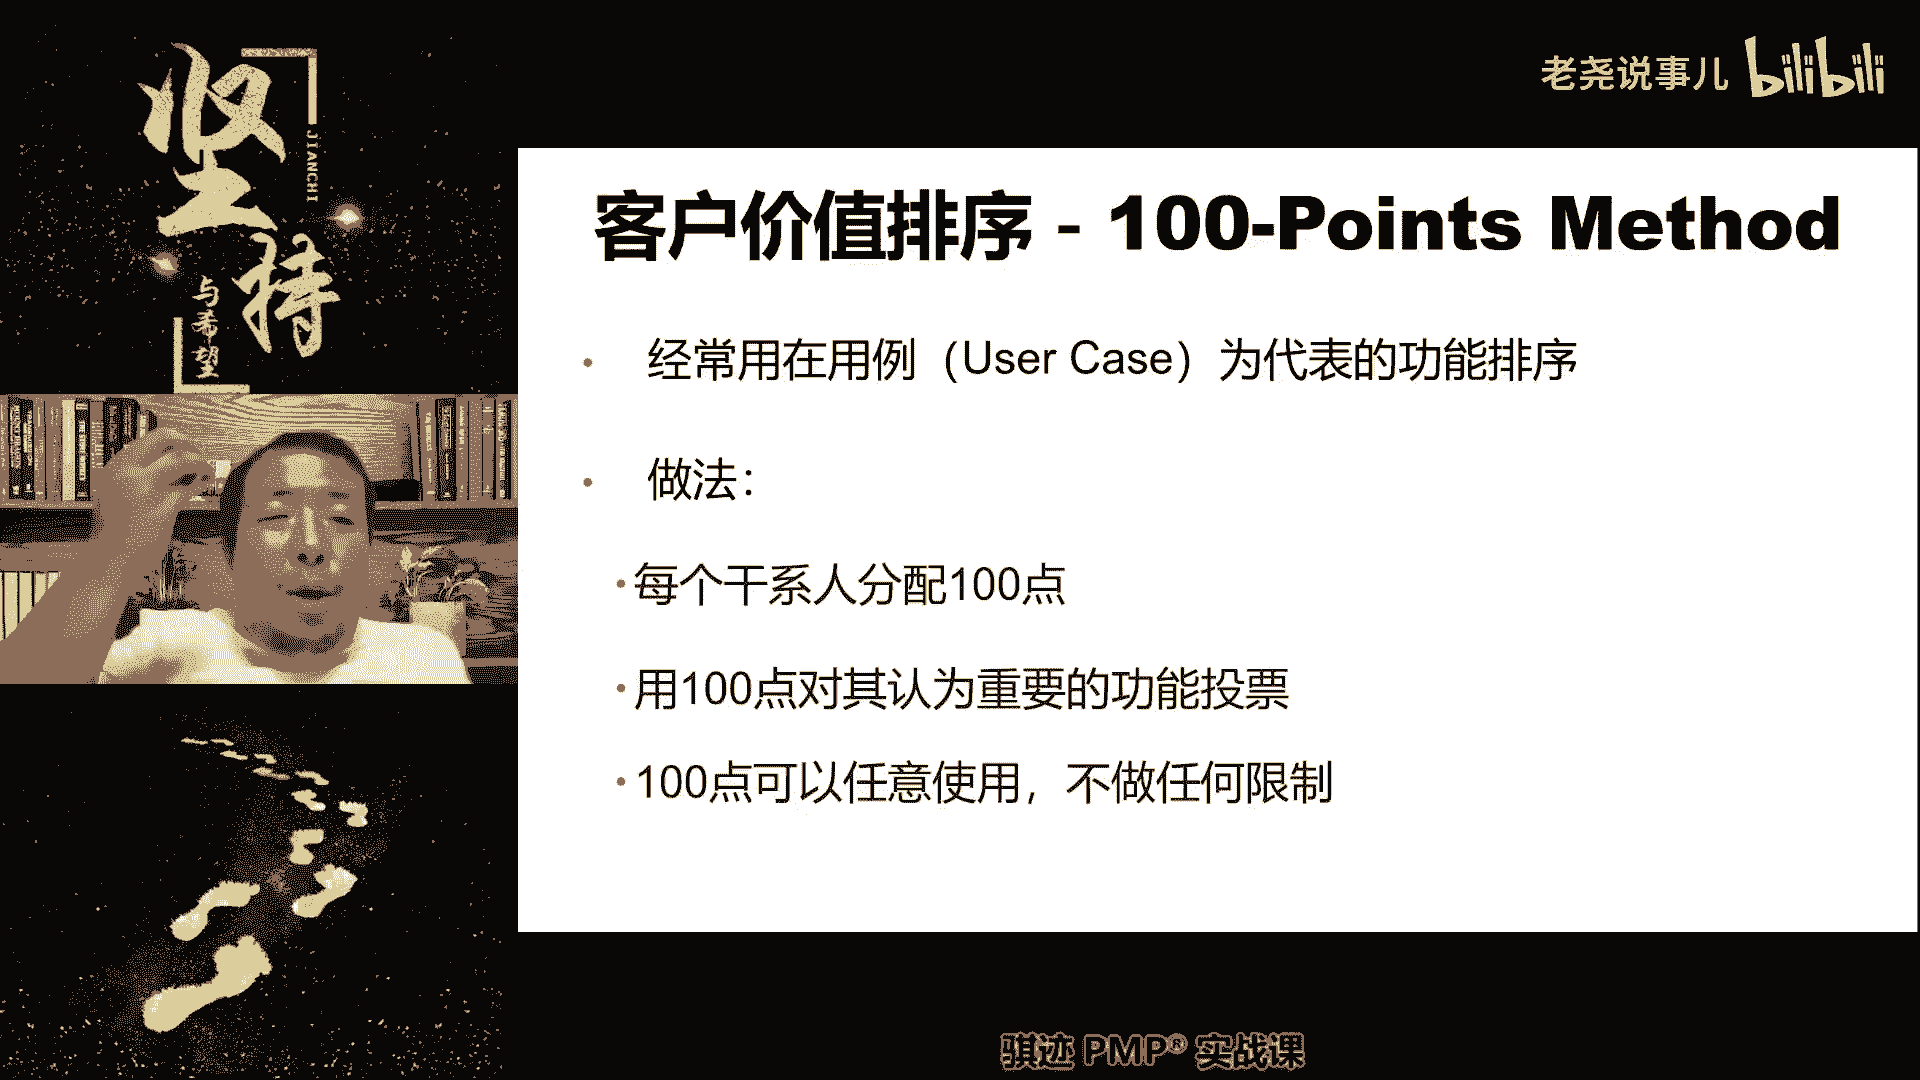 坚持
JIANCHI
与希望
老尧说事儿 bilibili
客户价值排序 - 100-Points Method
• 经常用在用例（User Case）为代表的功能排序
• 做法：
• 每个干系人分配100点
• 用100点对其认为重要的功能投票
• 100点可以任意使用，不做任何限制
骐迹 PMP® 实战课